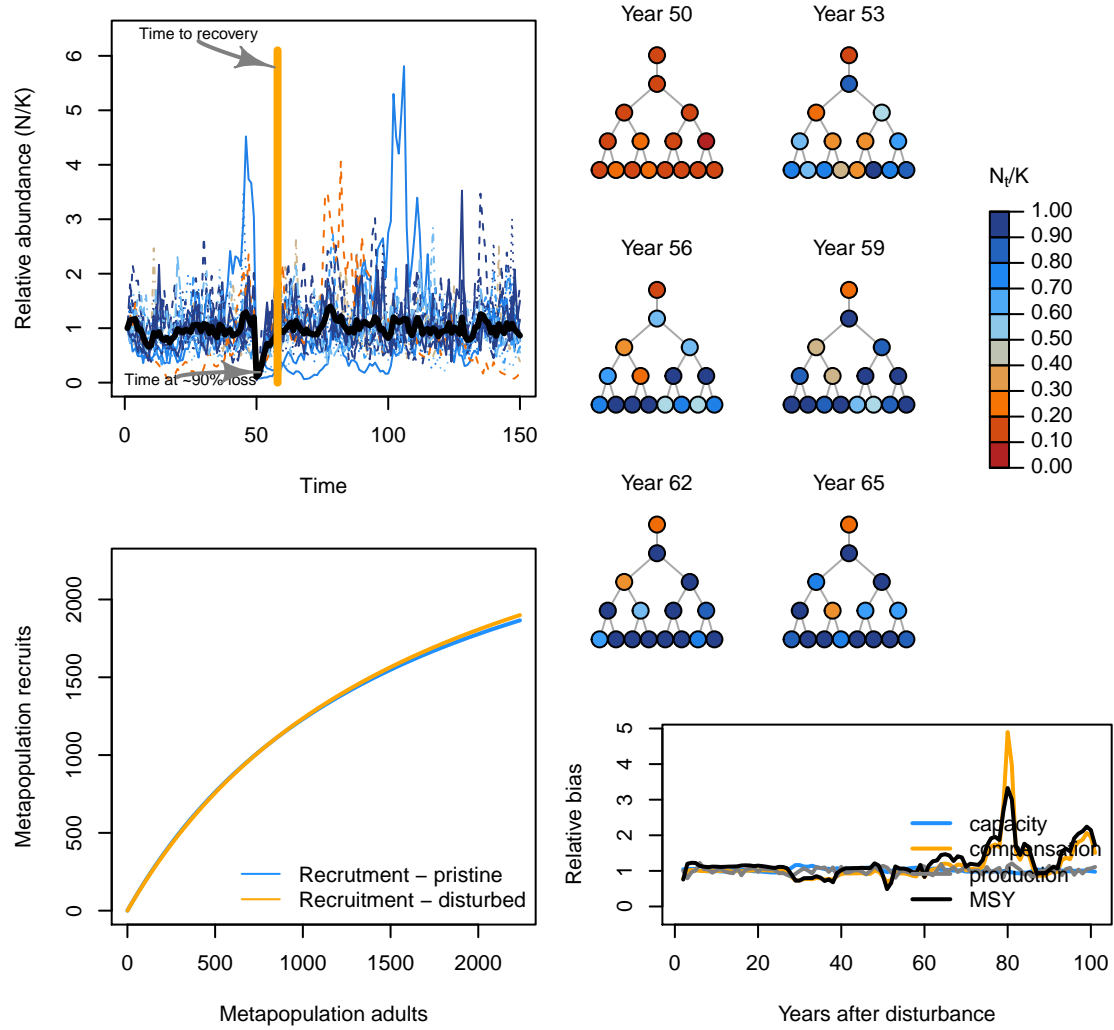 Time to recovery
Time at ~90% loss
Relative abundance (N/K)
0 1 2 3 4 5 6
0 50 100 150
Time
Year 50
Year 53
Year 56
Year 59
Year 62
Year 65
Nt/K
1.00
0.90
0.80
0.70
0.60
0.50
0.40
0.30
0.20
0.10
0.00
Metapopulation recruits
0 500 1000 1500 2000
Recrutment – pristine
Recruitment – disturbed
0 500 1000 1500 2000
Metapopulation adults
Relative bias
0 1 2 3 4 5
capacity
compensation
production
MSY
0 20 40 60 80 100
Years after disturbance